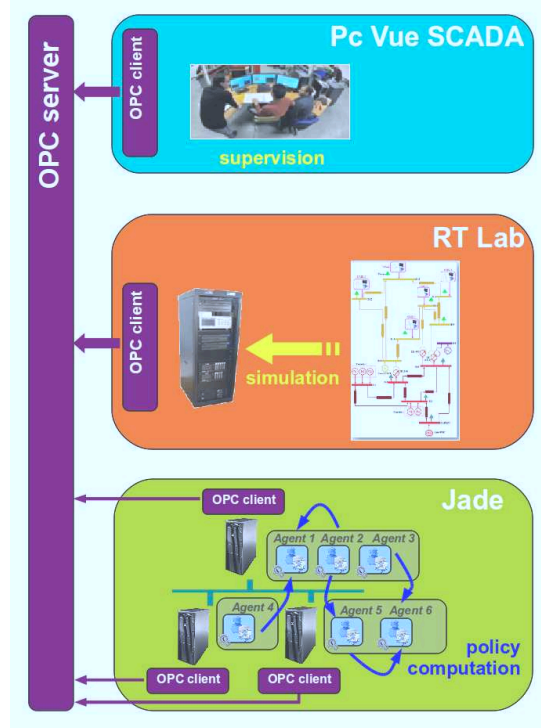 OPC server
Pc Vue SCADA
OPC client
supervision
RT Lab
OPC client
simulation
Jade
OPC client
Agent 1
Agent 2
Agent 3
Agent 4
Agent 5
Agent 6
policy
computation
OPC client
OPC client